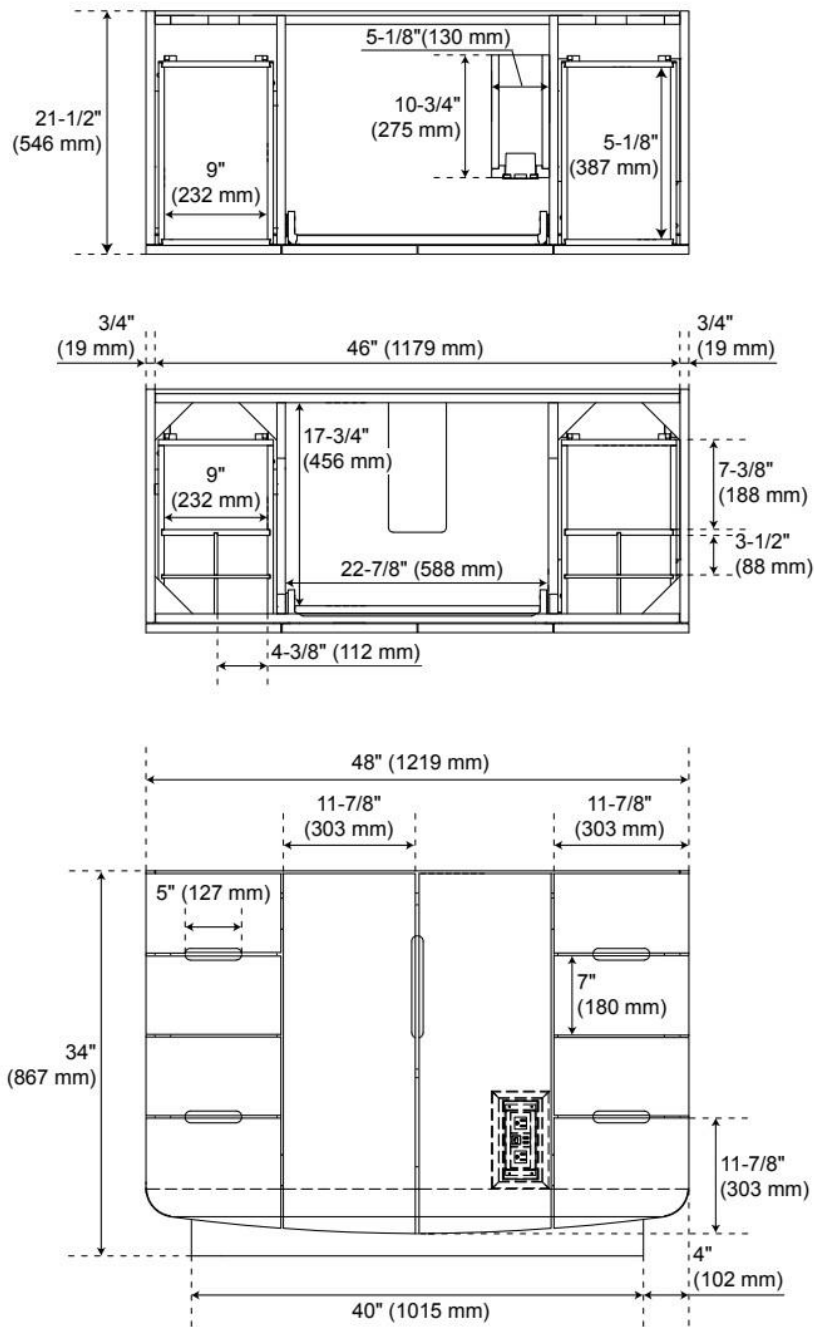 5-1/8"(130 mm)
10-3/4"
(275 mm)
21-1/2"
(546 mm)
9"
(232 mm)
5-1/8"
(387 mm)
3/4"
(19 mm)
46" (1179 mm)
3/4"
(19 mm)
17-3/4"
(456 mm)
9"
(232 mm)
7-3/8"
(188 mm)
3-1/2"
(88 mm)
22-7/8" (588 mm)
4-3/8" (112 mm)
48" (1219 mm)
11-7/8"
(303 mm)
11-7/8"
(303 mm)
5" (127 mm)
7"
(180 mm)
34"
(867 mm)
11-7/8"
(303 mm)
4"
(102 mm)
40" (1015 mm)